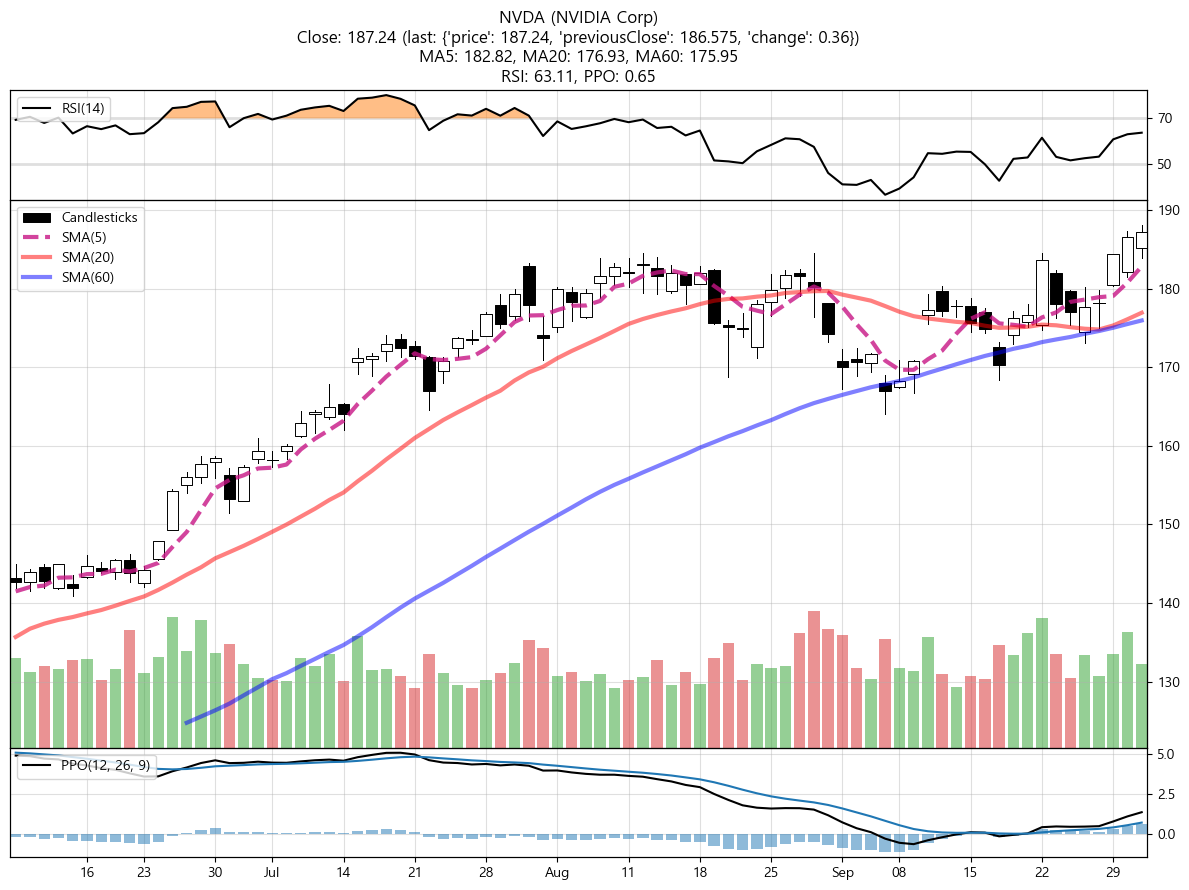 NVDA (NVIDIA Corp)
Close: 187.24 (last: {'price': 187.24, 'previousClose': 186.575, 'change': 0.36})
MA5: 182.82, MA20: 176.93, MA60: 175.95
RSI: 63.11, PPO: 0.65
RSI(14)
70
50
Candlesticks
SMA(5)
SMA(20)
SMA(60)
190
180
170
160
150
140
130
PPO(12, 26, 9)
5.0
2.5
0.0
16 23 30 Jul 14 21 28 Aug 11 18 25 Sep 08 15 22 29